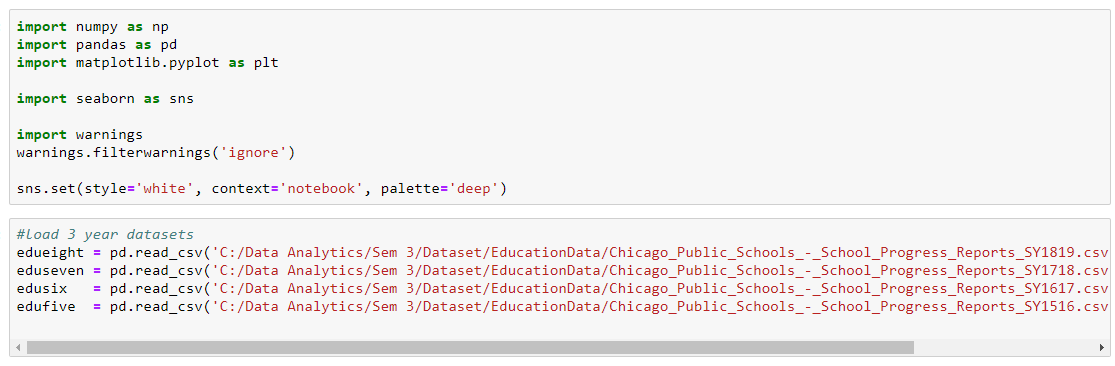 import numpy as np
import pandas as pd
import matplotlib.pyplot as plt
import seaborn as sns
import warnings
warnings.filterwarnings('ignore')
sns.set(style='white', context='notebook', palette='deep')
#load 3 year datasets
edueight = pd.read_csv('C:/Data Analytics/Sem 3/Dataset/EducationData/Chicago_Public_Schools_-_School_Progress_Reports_SY1819.csv
eduseven = pd.read_csv('C:/Data Analytics/Sem 3/Dataset/EducationData/Chicago_Public_Schools_-_School_Progress_Reports_SY1718.csv
edusix   = pd.read_csv('C:/Data Analytics/Sem 3/Dataset/EducationData/Chicago_Public_Schools_-_School_Progress_Reports_SY1617.csv
edufive  = pd.read_csv('C:/Data Analytics/Sem 3/Dataset/EducationData/Chicago_Public_Schools_-_School_Progress_Reports_SY1516.csv